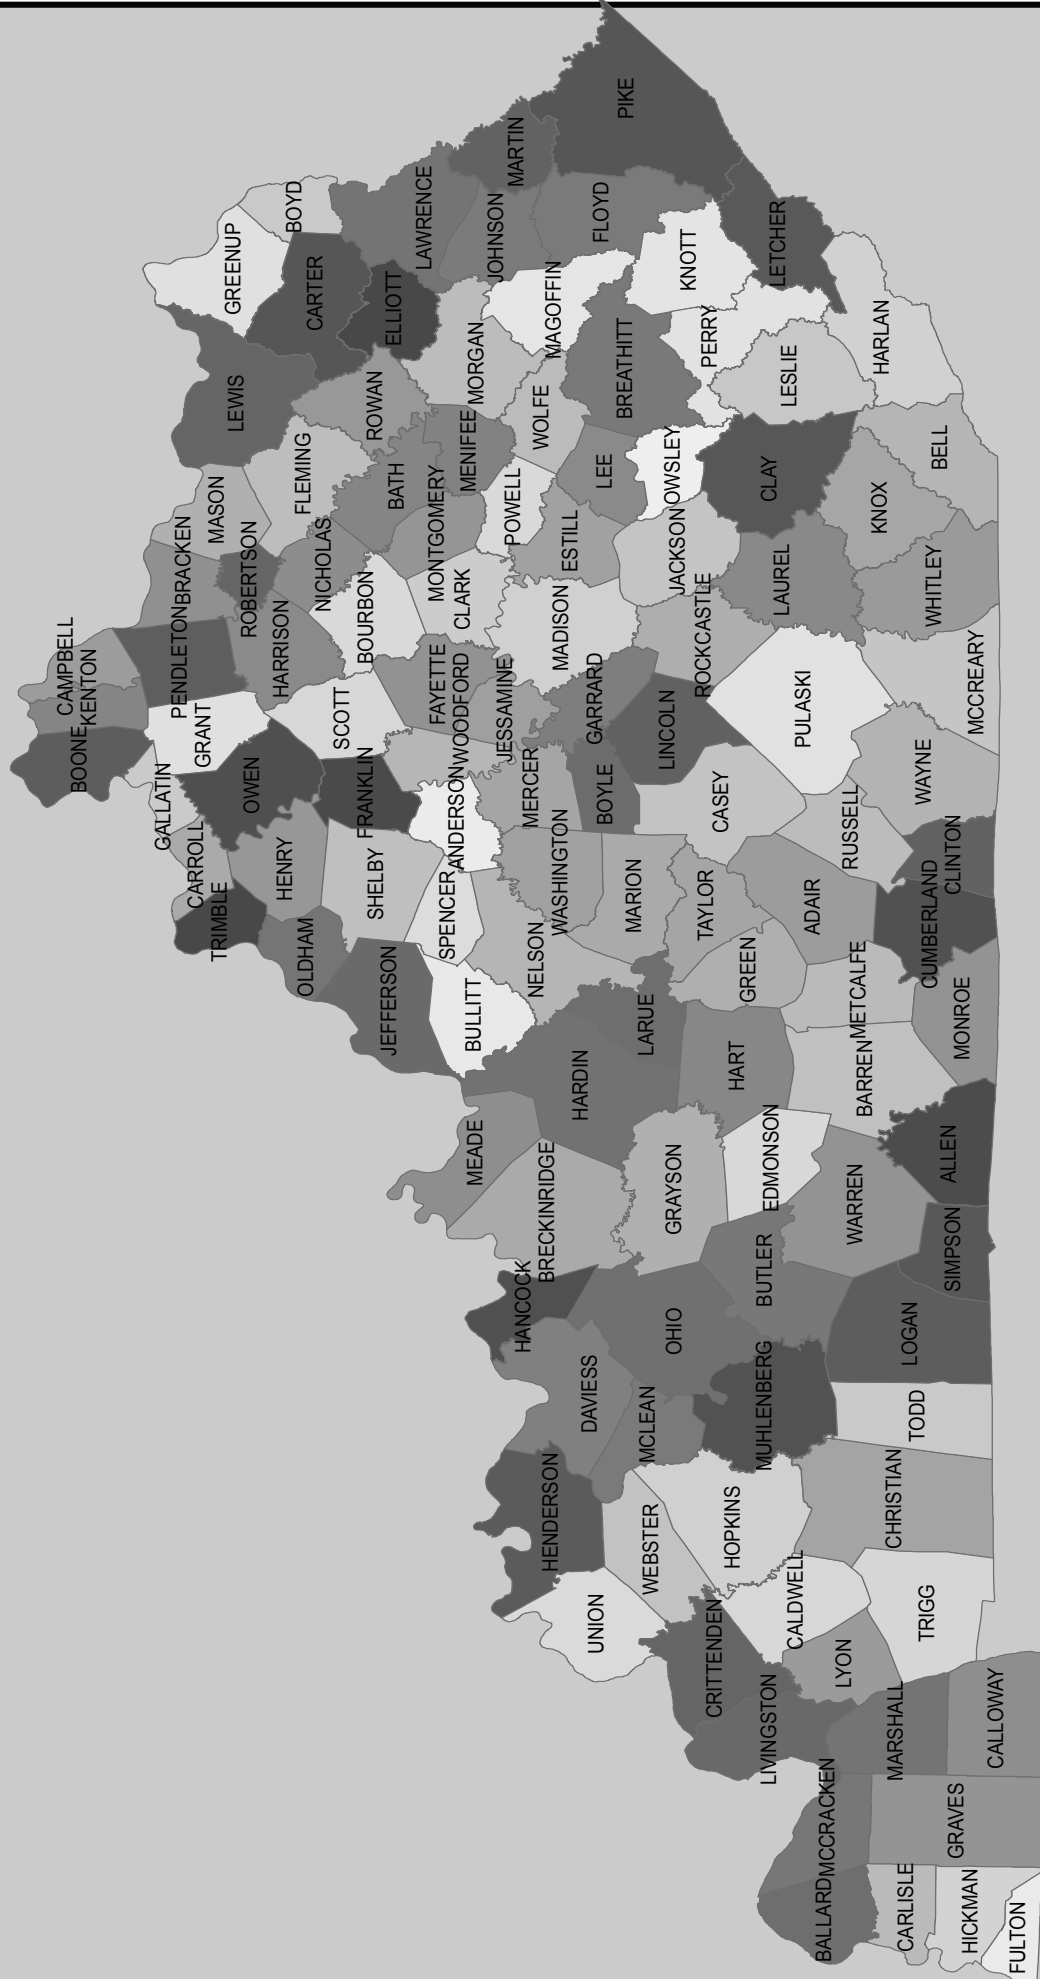 PIKE
MARTIN
LAWRENCE
JOHNSON
FLOYD
LETCHER
KNOTT
BOYD
GREENUP
CARTER
ELLIOTT
MAGOFFIN
MORGAN
PERRY
BREATHITT
LESLIE
HARLAN
LEWIS
ROWAN
WOLFE
MENIFEE
FLEMING
BATH
LEE
OWSLEY
CLAY
BELL
KNOX
MASON
MONTGOMERY
POWELL
ESTILL
JACKSON
LAUREL
WHITLEY
BRACKEN
ROBERTSON
NICHOLAS
BOURBON
CLARK
MADISON
ROCKCASTLE
PULASKI
MCCREARY
CAMPBELL
KENTON
PENDLETON
HARRISON
SCOTT
FAYETTE
WOODFORD
JESSAMINE
GARRARD
LINCOLN
BOONE
GRANT
GALLATIN
OWEN
FRANKLIN
ANDERSON
MERCER
BOYLE
CASEY
WAYNE
RUSSELL
CLINTON
CARROLL
TRIMBLE
HENRY
SHELBY
SPENCER
WASHINGTON
MARION
TAYLOR
ADAIR
CUMBERLAND
OLDHAM
JEFFERSON
BULLITT
NELSON
LARUE
GREEN
METCALFE
MONROE
HARDIN
HART
BARREN
MEADE
BRECKINRIDGE
GRAYSON
EDMONSON
WARREN
ALLEN
HANCOCK
OHIO
BUTLER
SIMPSON
LOGAN
DAVIESS
MCLEAN
MUHLENBERG
TODD
HENDERSON
WEBSTER
HOPKINS
CHRISTIAN
UNION
CRITTENDEN
CALDWELL
TRIGG
LYON
LIVINGSTON
MARSHALL
CALLOWAY
MCCRACKEN
GRAVES
BALLARD
CARLISLE
HICKMAN
FULTON